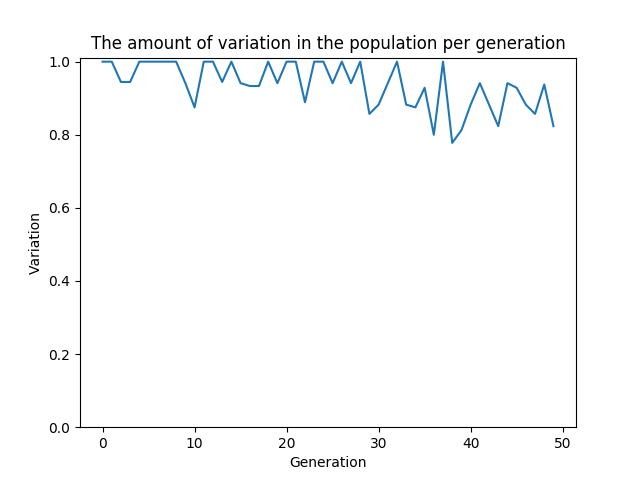 The amount of variation in the population per generation
1.0
0.8
0.6
0.4
0.2
0.0
Variation
0 10 20 30 40 50
Generation